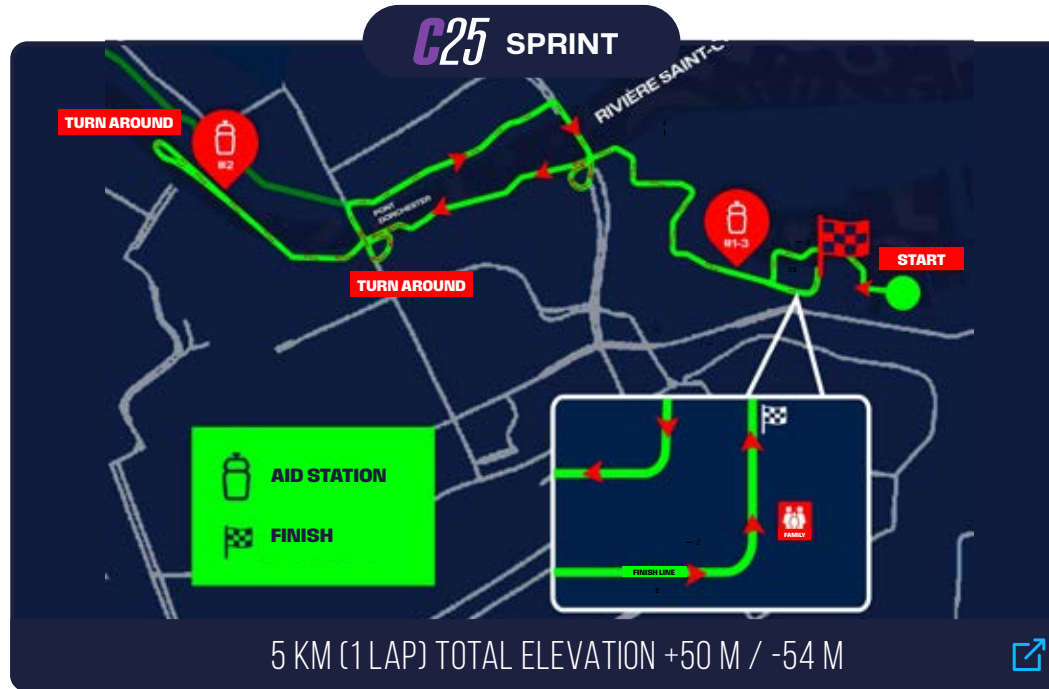 C25 SPRINT
RIVIÈRE SAINT-C
TURN AROUND
#2
PONT
DORCHESTER
#1-3
START
TURN AROUND
AID STATION
FINISH
FAMILY
FINISH LINE
5 KM (1 LAP) TOTAL ELEVATION +50 M / -54 M